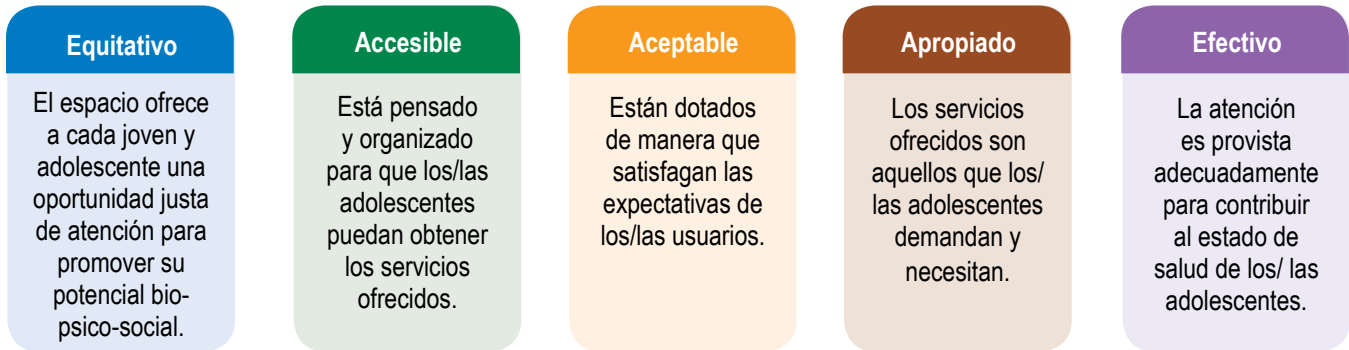 Equitativo
El espacio ofrece
a cada joven y
adolescente una
oportunidad justa
de atención para
promover su
potencial bio-
psico-social.
Accesible
Está pensado
y organizado
para que los/las
adolescentes
puedan obtener
los servicios
ofrecidos.
Aceptable
Están dotados
de manera que
satisfagan las
expectativas de
los/las usuarios.
Apropiado
Los servicios
ofrecidos son
aquellos que los/
las adolescentes
demandan y
necesitan.
Efectivo
La atención
es provista
adecuadamente
para contribuir
al estado de
salud de los/ las
adolescentes.